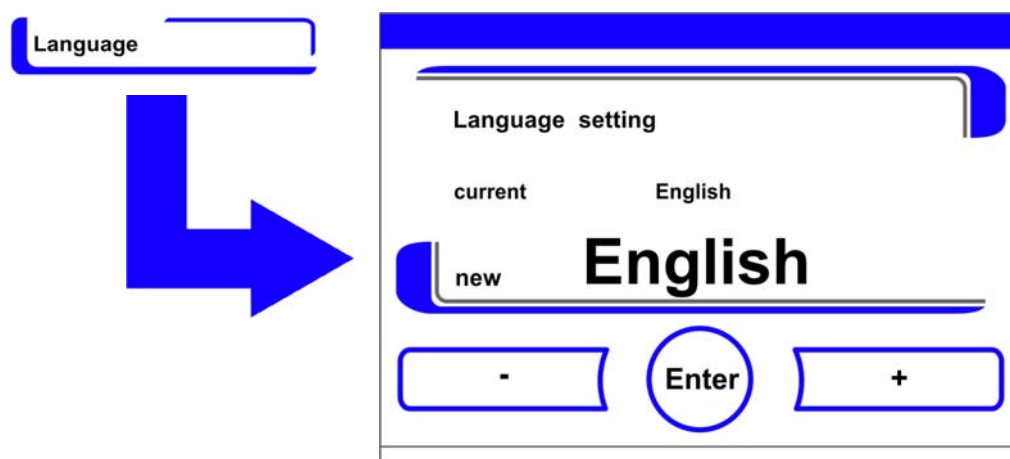 Language
Language setting
current English
new English
- Enter +